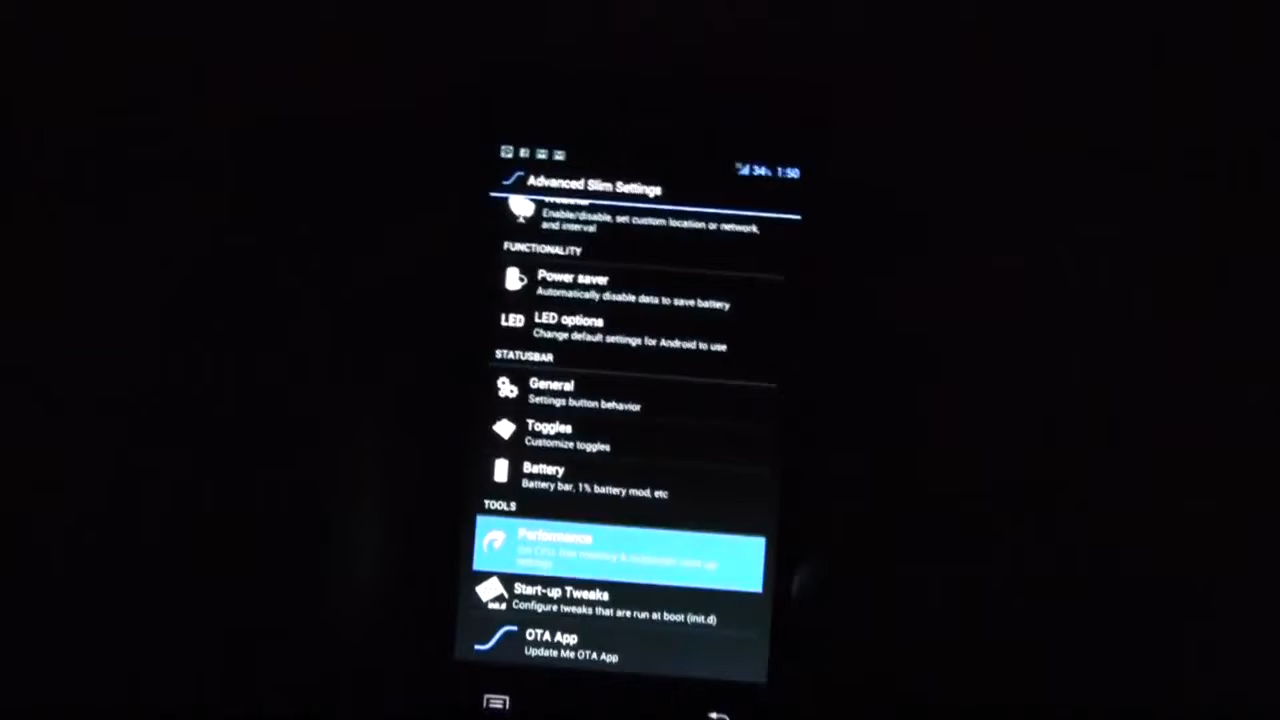 34% 1:50
Advanced Slim Settings
Enable/disable, set custom location or network,
and interval
FUNCTIONALITY
Power saver
Automatically disable data to save battery
LED LED options
Change default settings for Android to use
STATUSBAR
General
Settings button behavior
Toggles
Customize toggles
Battery
Battery bar, 1% battery mod, etc
TOOLS
Performance
Start-up Tweaks
init.d
Configure tweaks that are run at boot (init.d)
OTA App
Update Me OTA App